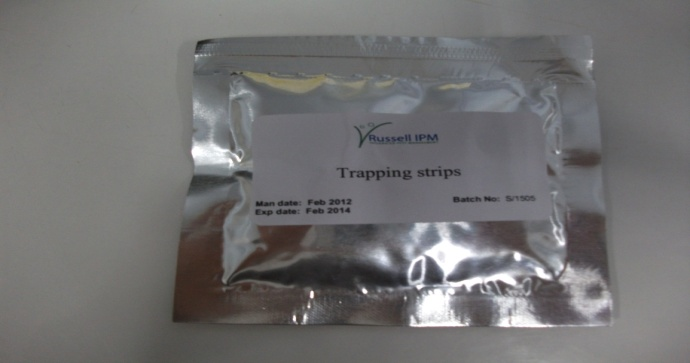 Russell IPM
Trapping strips
Man date: Feb 2012
Batch No: S/1505
Exp date: Feb 2014